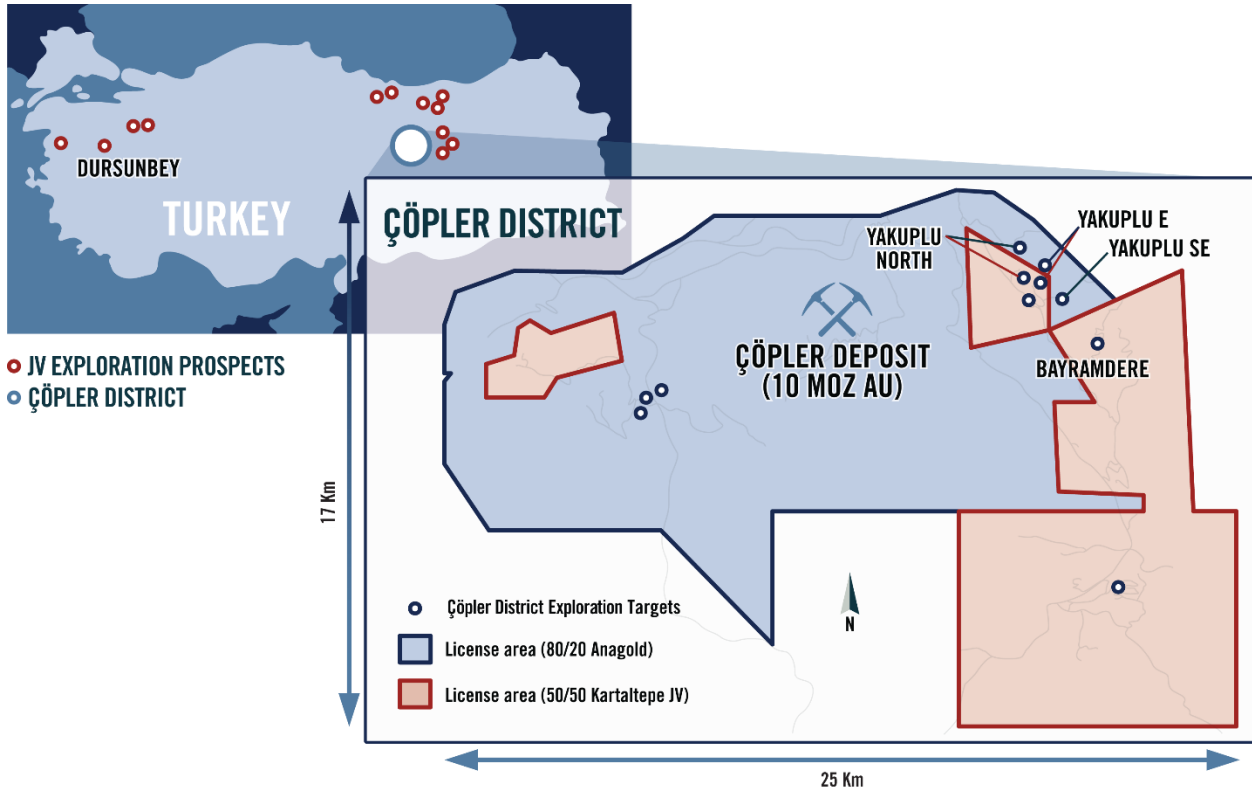 DURSUNBEY
TURKEY
JV EXPLORATION PROSPECTS
ÇÖPLER DISTRICT
ÇÖPLER DISTRICT
YAKUPLU
NORTH
YAKUPLU E
YAKUPLU SE
ÇÖPLER DEPOSIT
(10 MOZ AU)
BAYRAMDERE
17 Km
N
Çöpler District Exploration Targets
License area (80/20 Anagold)
License area (50/50 Kartaltepe JV)
25 Km